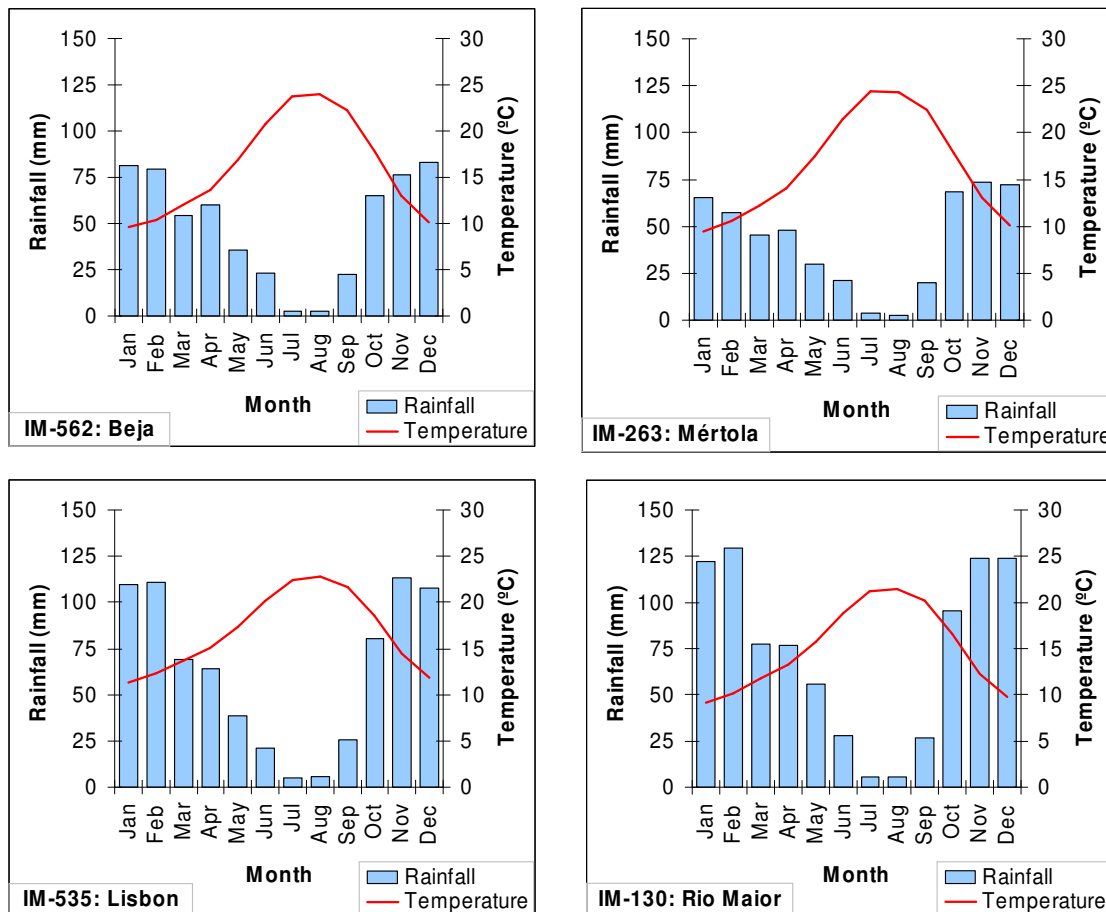 150 30
125 25
100 20
75 15
50 10
25 5
0 0
Rainfall (mm)
Temperature (ºC)
Jan Feb Mar Apr May Jun Jul Aug Sep Oct Nov Dec
Month
Rainfall
Temperature
IM-562: Beja
150 30
125 25
100 20
75 15
50 10
25 5
0 0
Rainfall (mm)
Temperature (ºC)
Jan Feb Mar Apr May Jun Jul Aug Sep Oct Nov Dec
Month
Rainfall
Temperature
IM-263: Mértola
150 30
125 25
100 20
75 15
50 10
25 5
0 0
Rainfall (mm)
Temperature (ºC)
Jan Feb Mar Apr May Jun Jul Aug Sep Oct Nov Dec
Month
Rainfall
Temperature
IM-535: Lisbon
150 30
125 25
100 20
75 15
50 10
25 5
0 0
Rainfall (mm)
Temperature (ºC)
Jan Feb Mar Apr May Jun Jul Aug Sep Oct Nov Dec
Month
Rainfall
Temperature
IM-130: Rio Maior